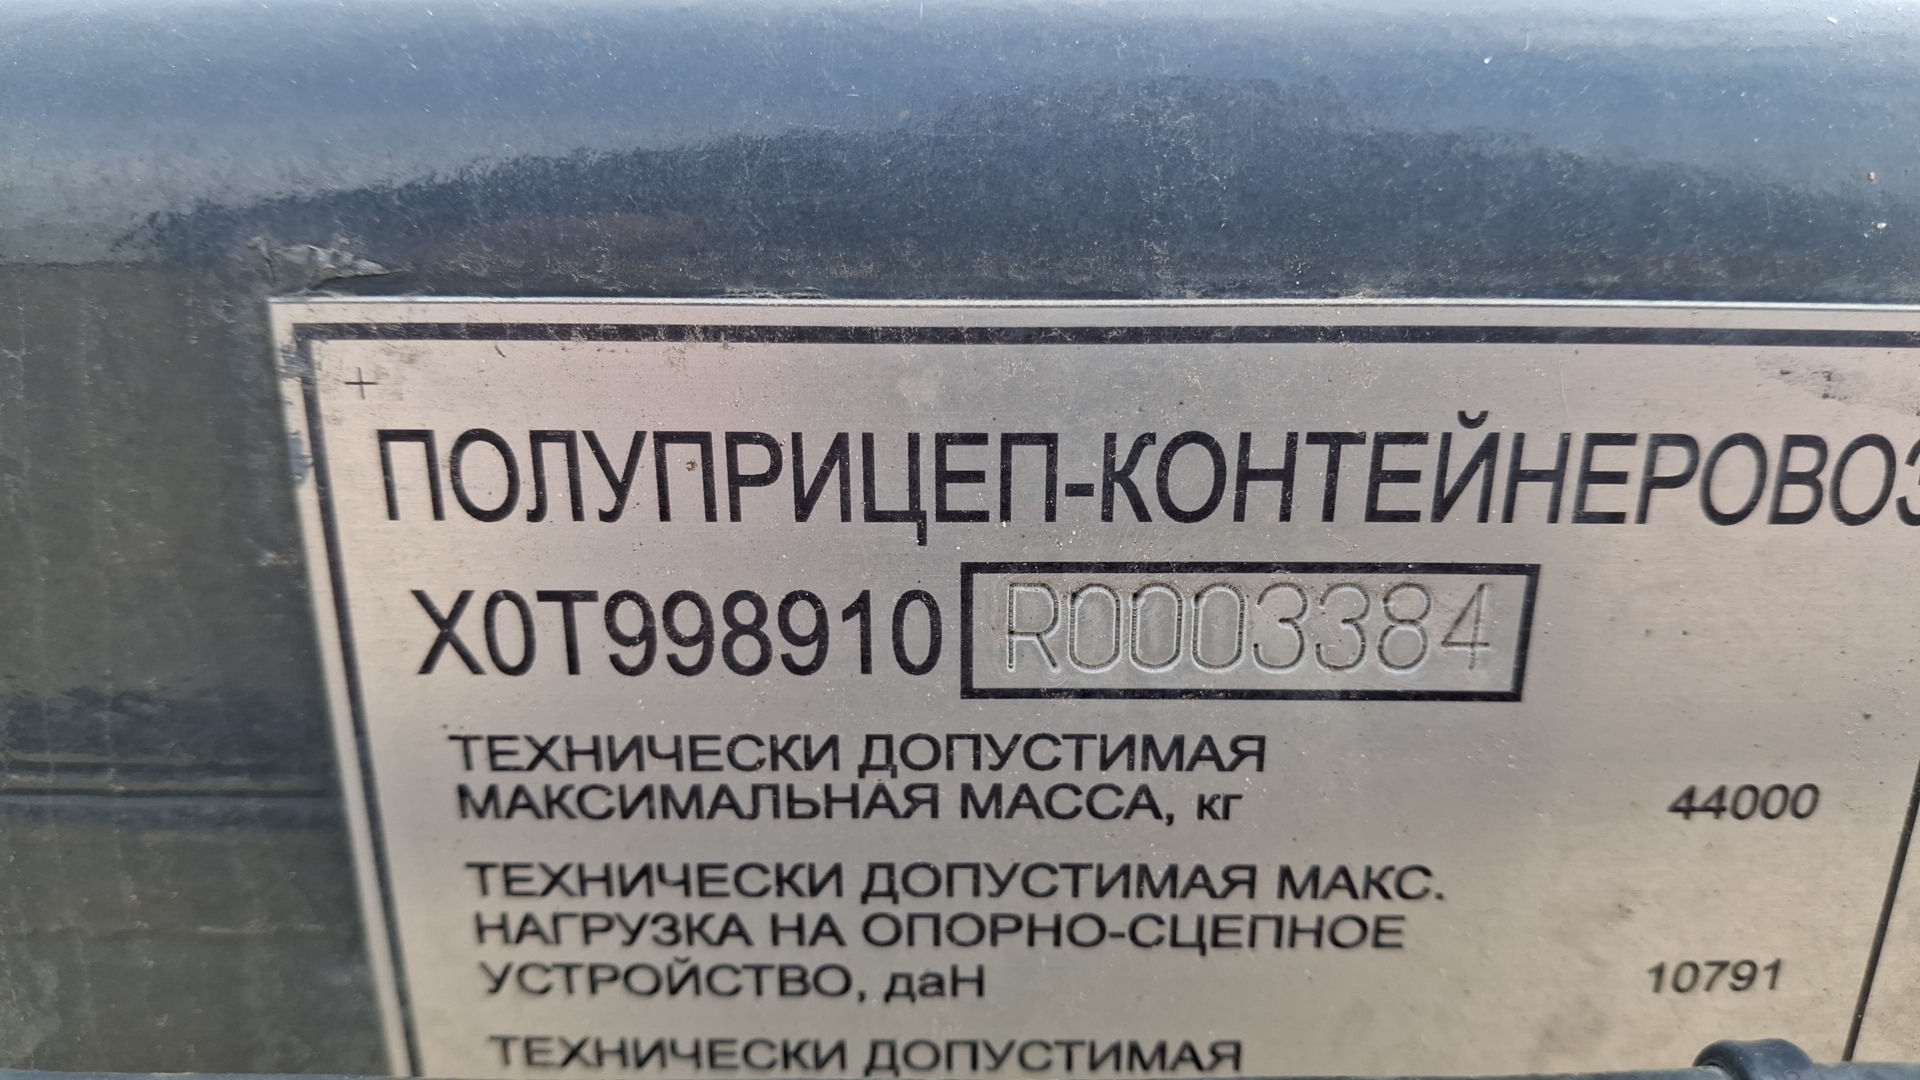 ПОЛУПРИЦЕП-КОНТЕЙНЕРОВОЗ
X0T998910 R0003384
ТЕХНИЧЕСКИ ДОПУСТИМАЯ
МАКСИМАЛЬНАЯ МАССА, кг 44000
ТЕХНИЧЕСКИ ДОПУСТИМАЯ МАКС.
НАГРУЗКА НА ОПОРНО-СЦЕПНОЕ
УСТРОЙСТВО, даН 10791
ТЕХНИЧЕСКИ ДОПУСТИМАЯ